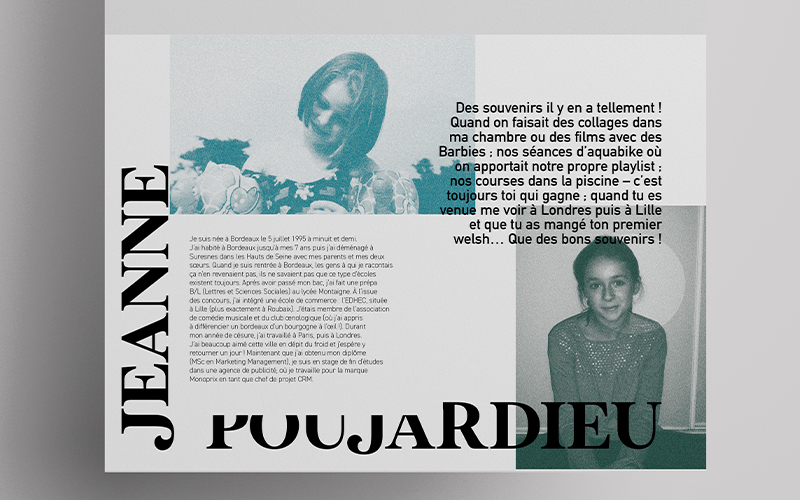 JEANNE
Des souvenirs il y en a tellement !
Quand on faisait des collages dans
ma chambre ou des films avec des
Barbies ; nos séances d'aquabike où
on apportait notre propre playlist ;
nos courses dans la piscine – c'est
toujours toi qui gagne ; quand tu es
venue me voir à Londres puis à Lille
et que tu as mangé ton premier
welsh… Que des bons souvenirs !
Je suis née à Bordeaux le 5 juillet 1995 à minuit et demi.
J'ai habité à Bordeaux jusqu'à mes 7 ans puis j'ai déménagé à
Suresnes dans les Hauts de Seine avec mes parents et mes deux
sœurs. Quand je suis rentrée à Bordeaux, les gens à qui je racontais
ça n'en revenaient pas, ils ne savaient pas que ce type d'écoles
existent toujours. Après avoir passé mon bac, j'ai fait une prépa
B/L (Lettres et Sciences Sociales) au lycée Montaigne. À l'issue
des concours, j'ai intégré une école de commerce : l'EDHEC, située
à Lille (plus exactement à Roubaix). J'étais membre de l'association
de comédie musicale et du club œnologique (où j'ai appris
à différencier un bordeaux d'un bourgogne à l'œil !). Durant
mon année de césure, j'ai travaillé à Paris, puis à Londres.
J'ai beaucoup aimé cette ville en dépit du froid et j'espère y
retourner un jour ! Maintenant que j'ai obtenu mon diplôme
(MSc en Marketing Management), je suis en stage de fin d'études
dans une agence de publicité, où je travaille pour la marque
Monoprix en tant que chef de projet CRM.
POUJARDIEU